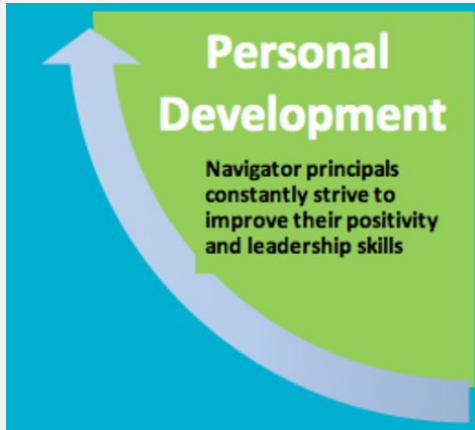 Personal
Development
Navigator principals
constantly strive to
improve their positivity
and leadership skills